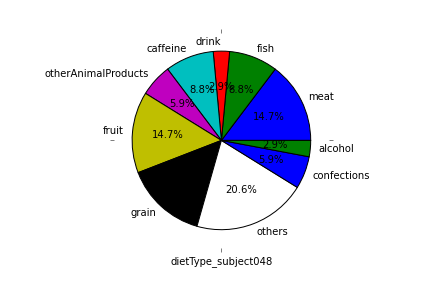 drink
caffeine
fish
otherAnimalProducts
meat
8.8%
2.9%
8.8%
5.9%
14.7%
fruit
14.7%
2.9%
alcohol
5.9%
confections
20.6%
grain
others
dietType_subject048